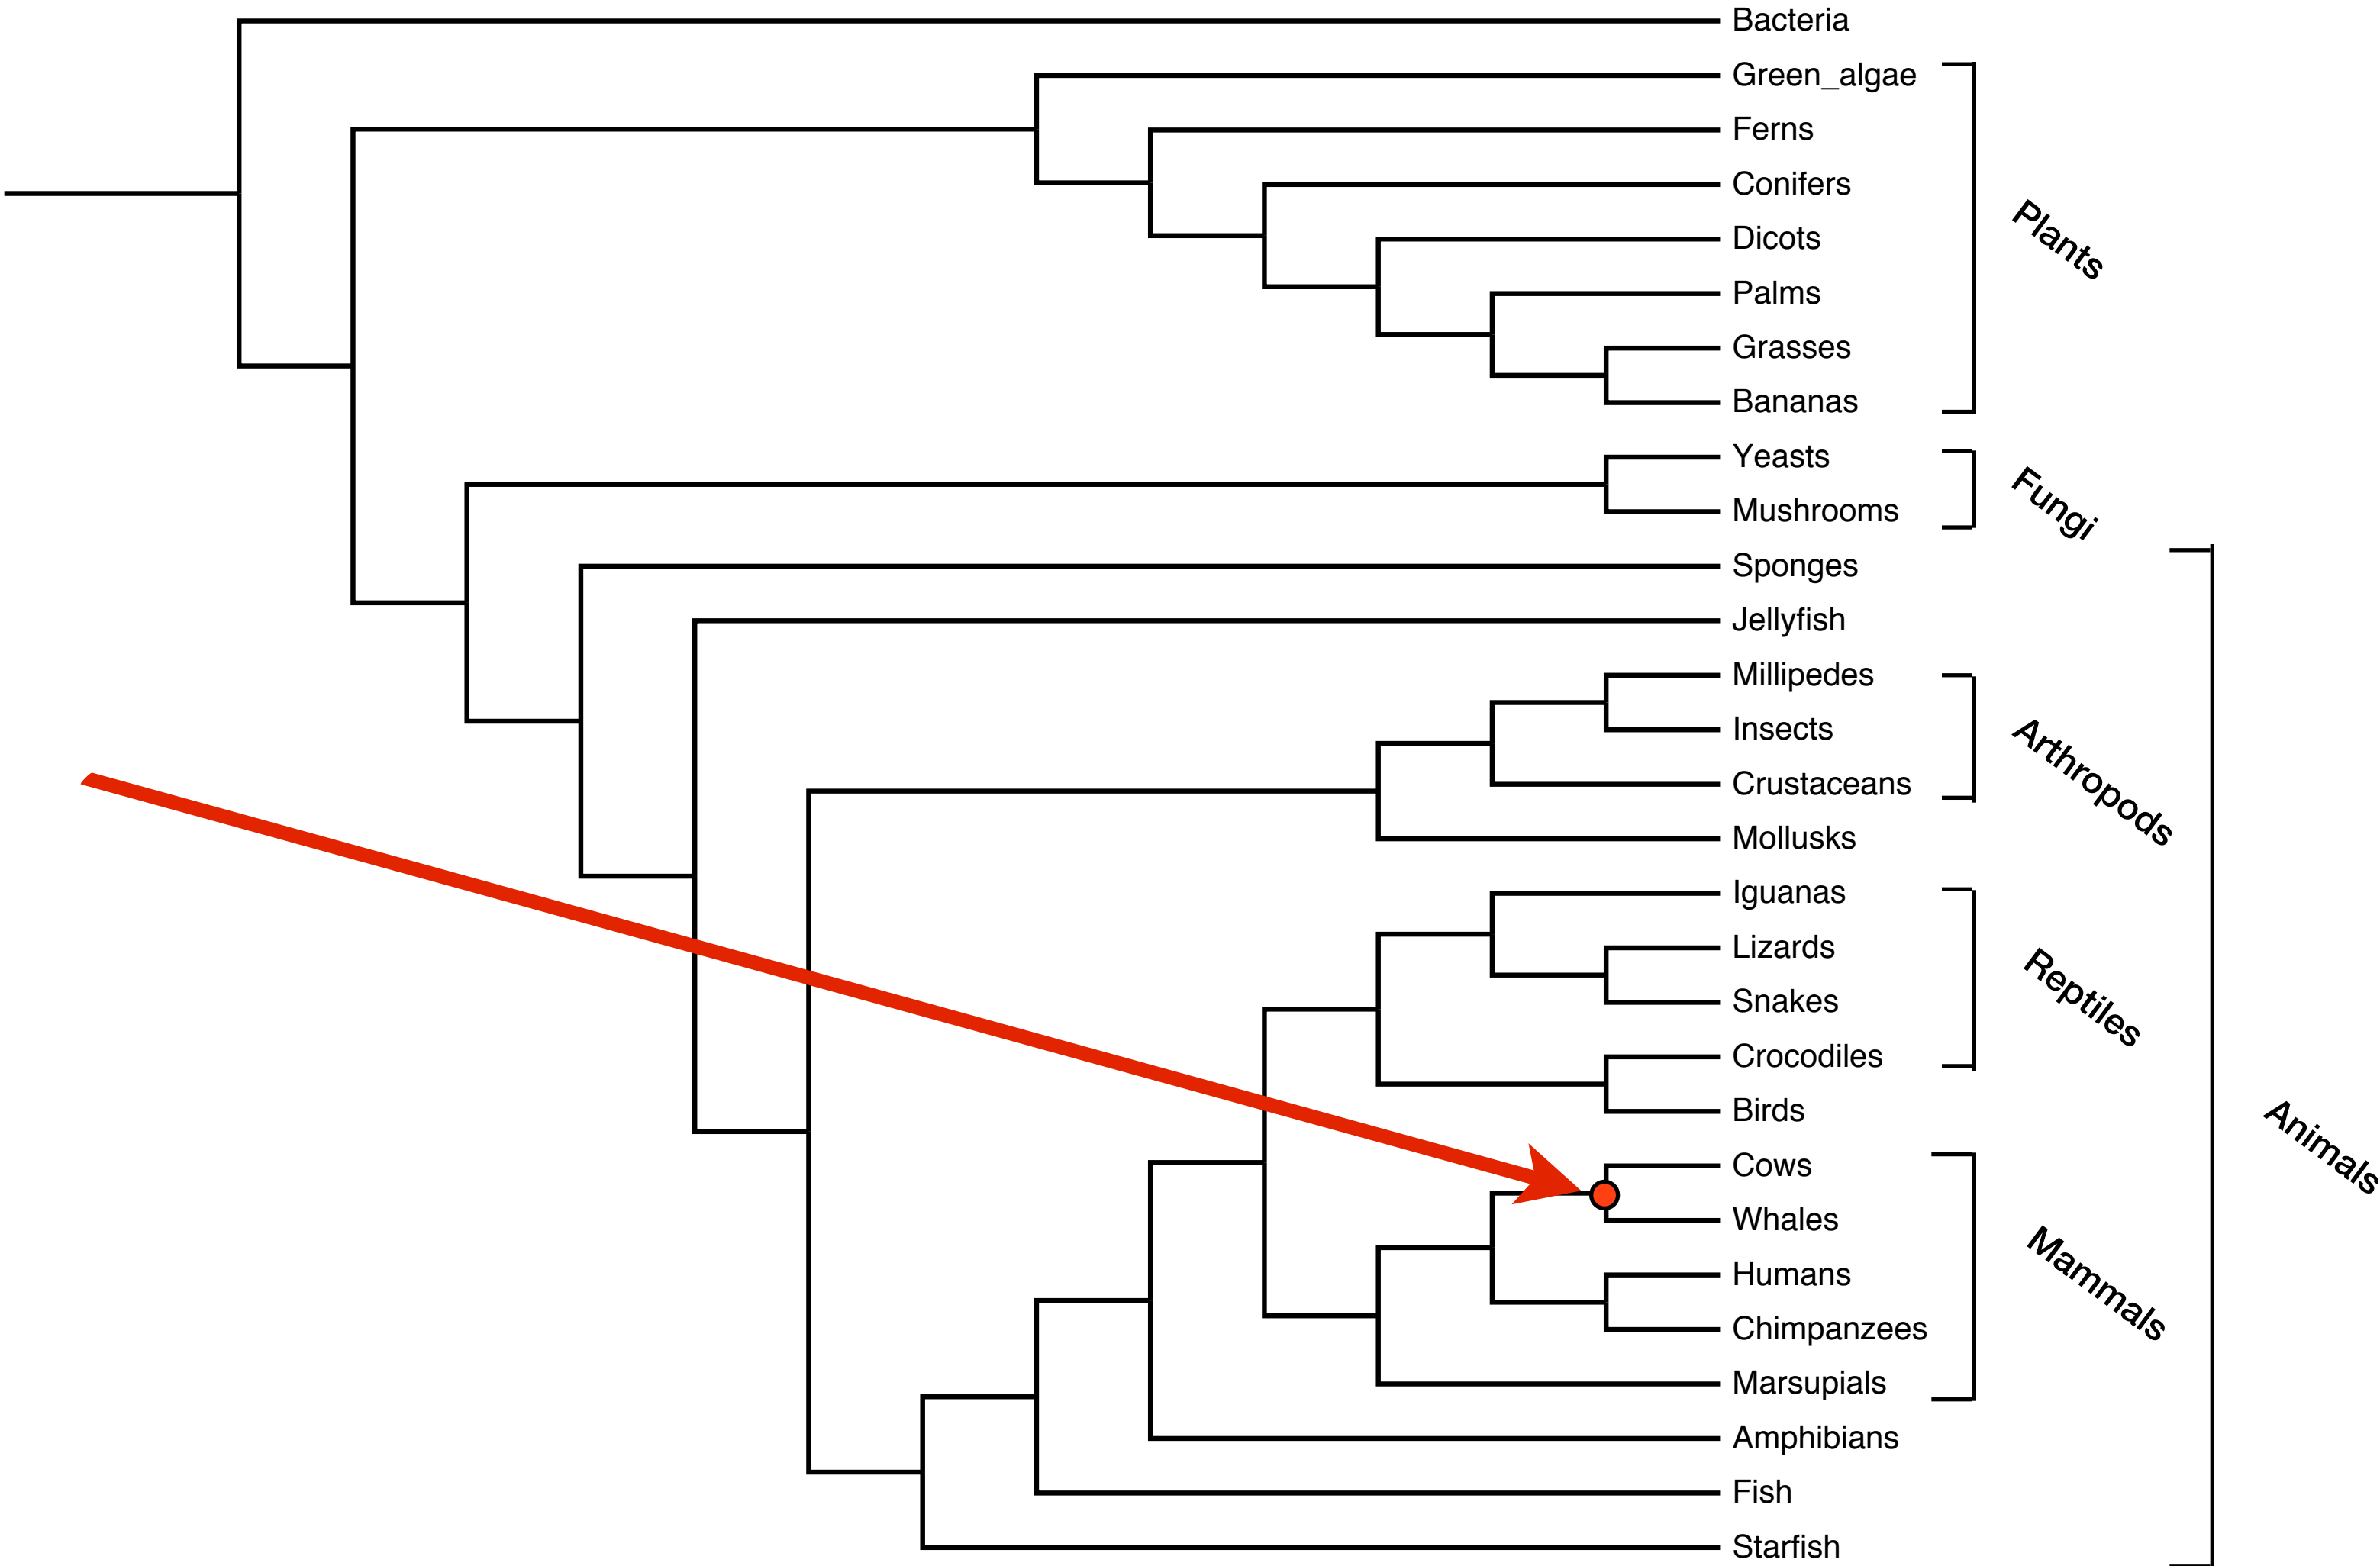 Bacteria
Green_algae
Ferns
Conifers
Dicots
Palms
Grasses
Bananas
Plants
Yeasts
Mushrooms
Fungi
Sponges
Jellyfish
Millipedes
Insects
Crustaceans
Arthropods
Mollusks
Iguanas
Lizards
Snakes
Crocodiles
Reptiles
Birds
Cows
Whales
Humans
Chimpanzees
Marsupials
Mammals
Amphibians
Fish
Starfish
Animals